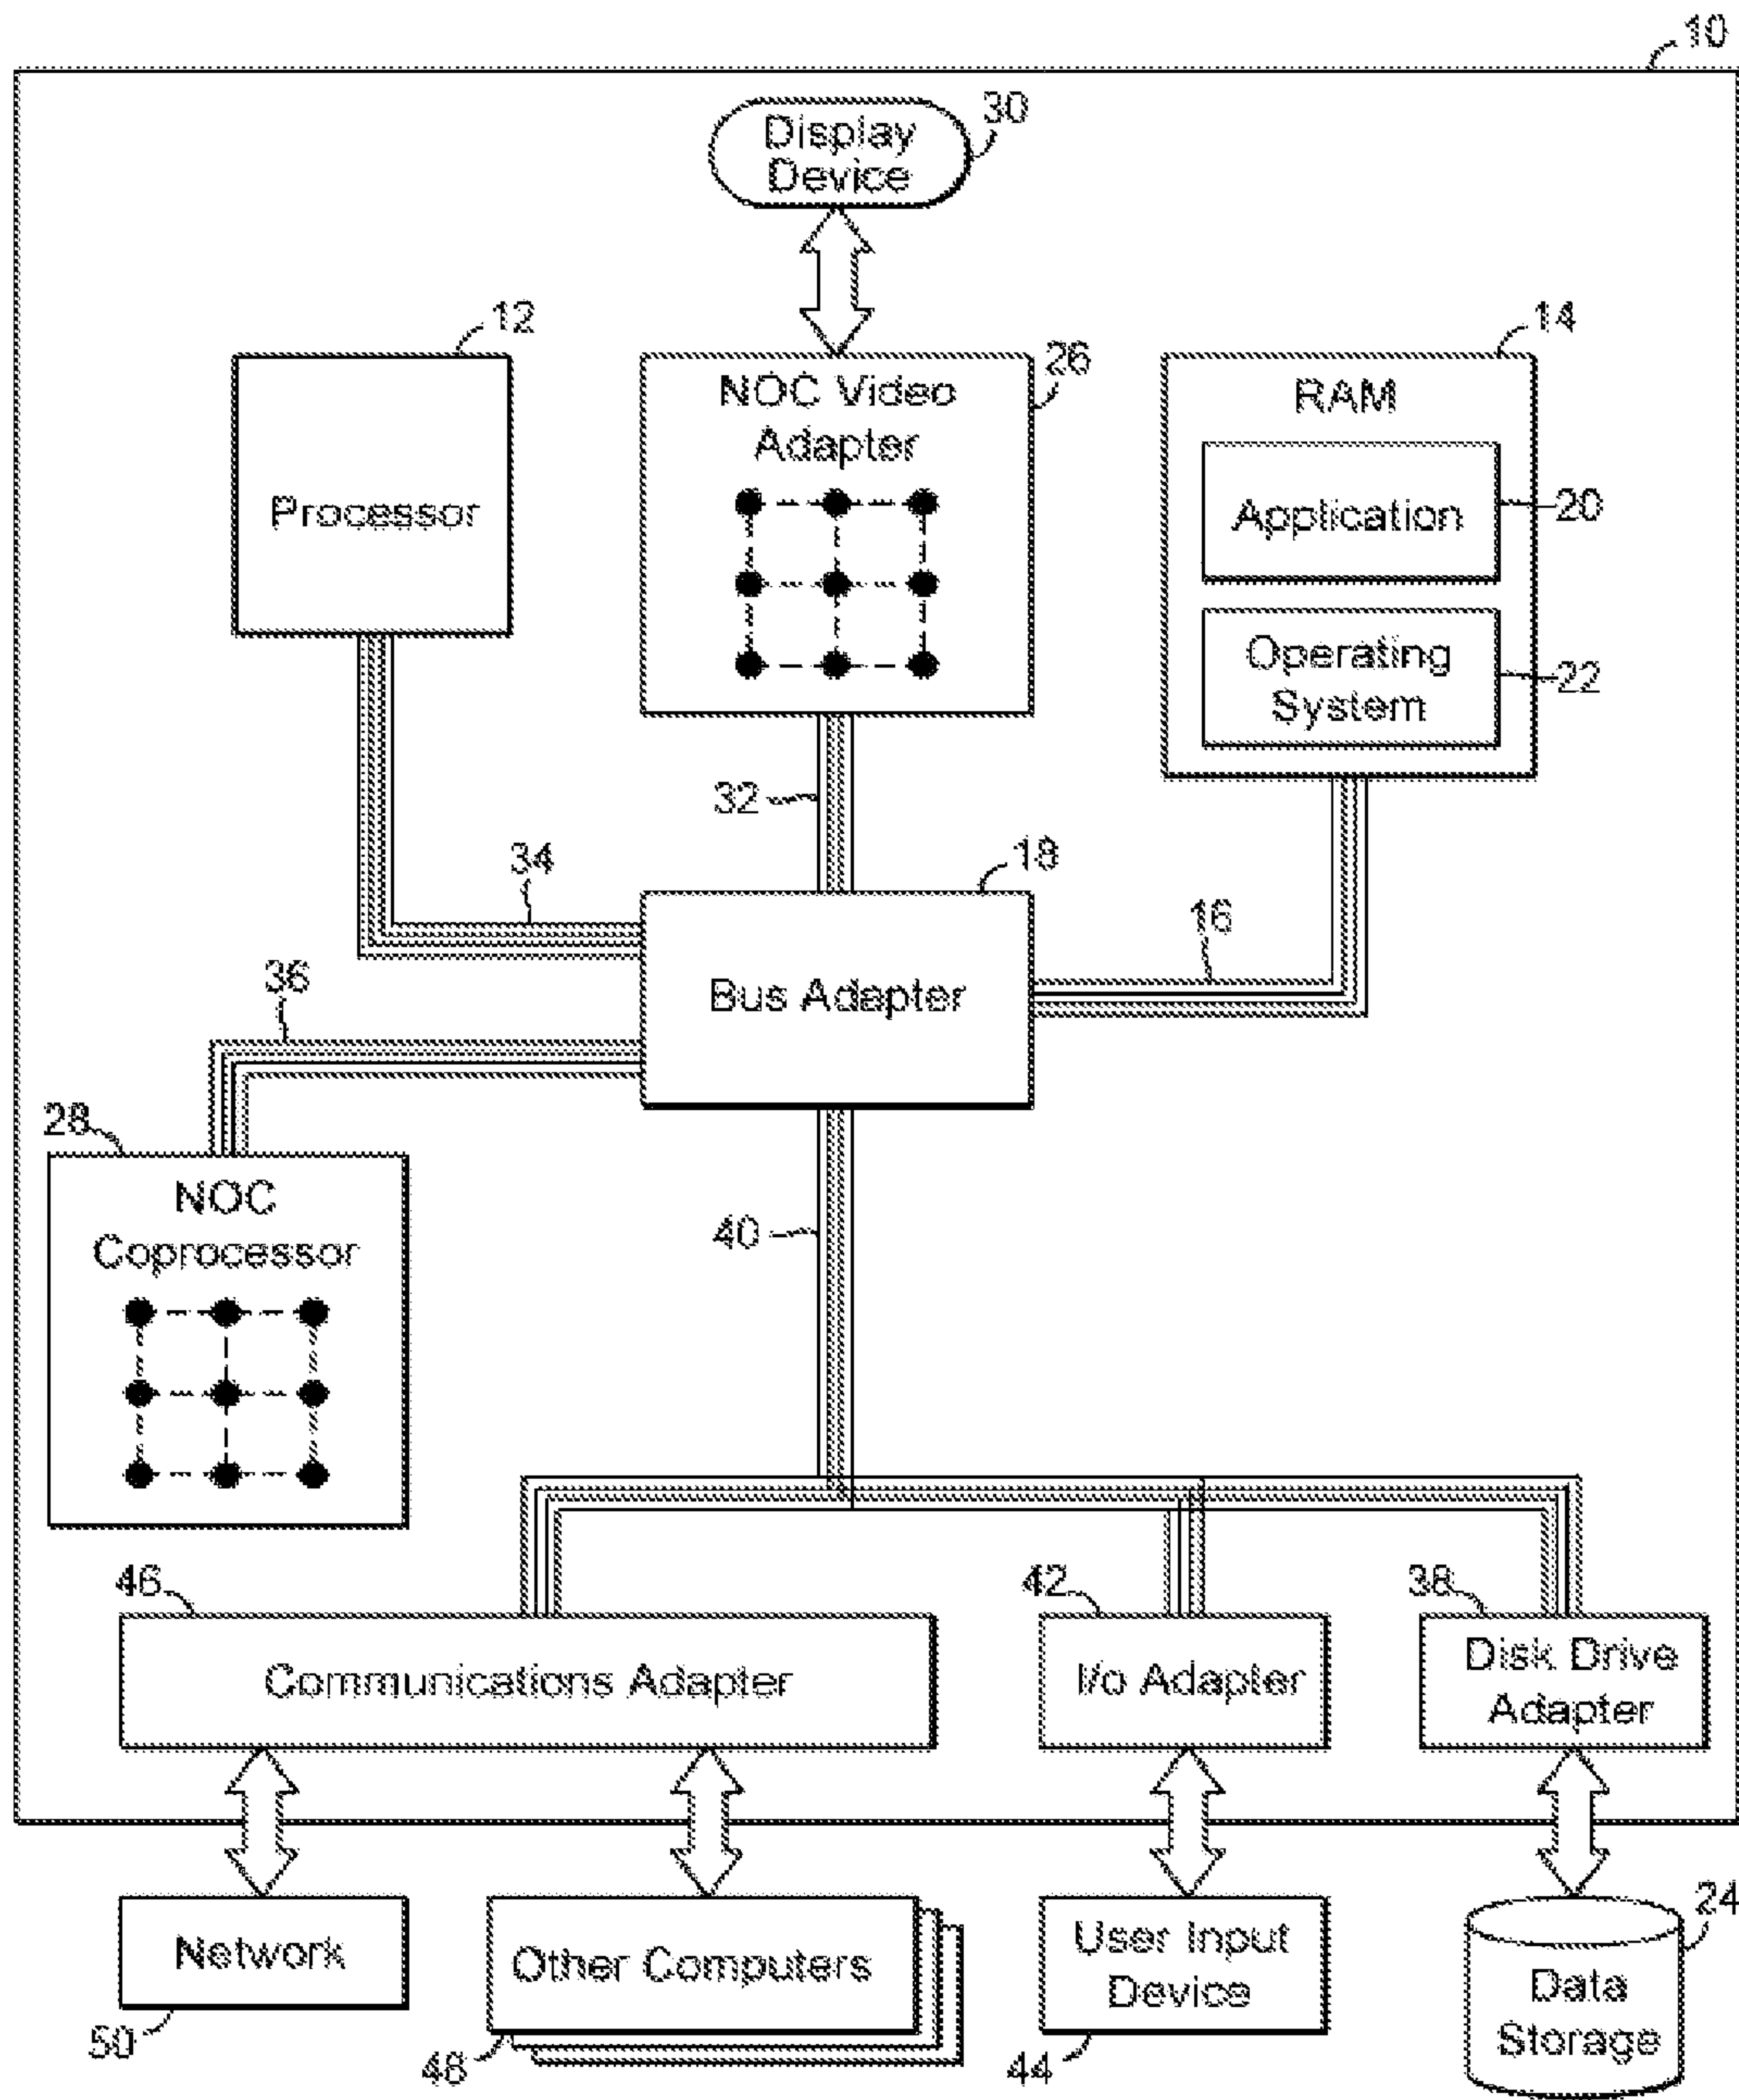 10
Display
Device
30
12
Processor
NOC Video
Adapter
26
14
RAM
Application
20
Operating
System
22
32
34
18
16
Bus Adapter
36
28
NOC
Coprocessor
40
46
Communications Adapter
42
I/o Adapter
38
Disk Drive
Adapter
Network
50
Other Computers
48
User Input
Device
44
24
Data
Storage